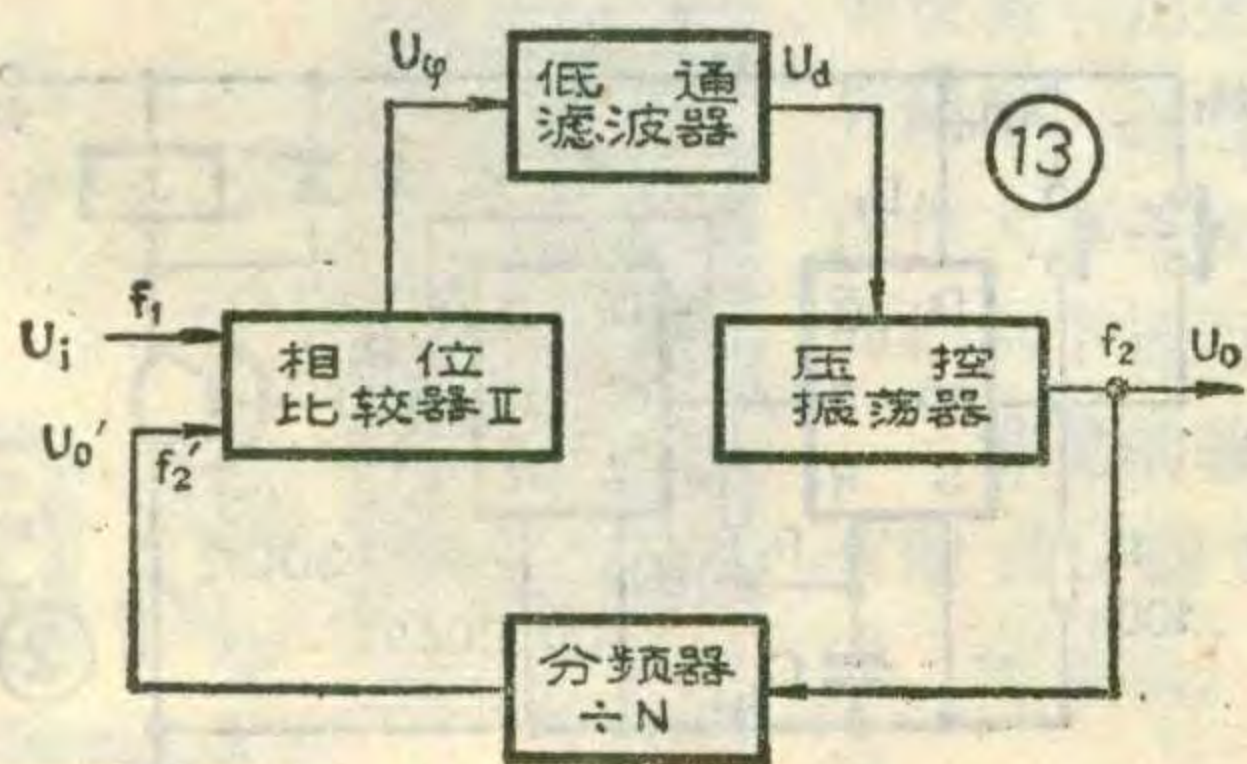 Uφ
低 通
滤波器
Ud
13
Ui
f1
相 位
比较器Ⅱ
压 控
振荡器
f2
Uo
Uo′
f2′
分频器
÷N